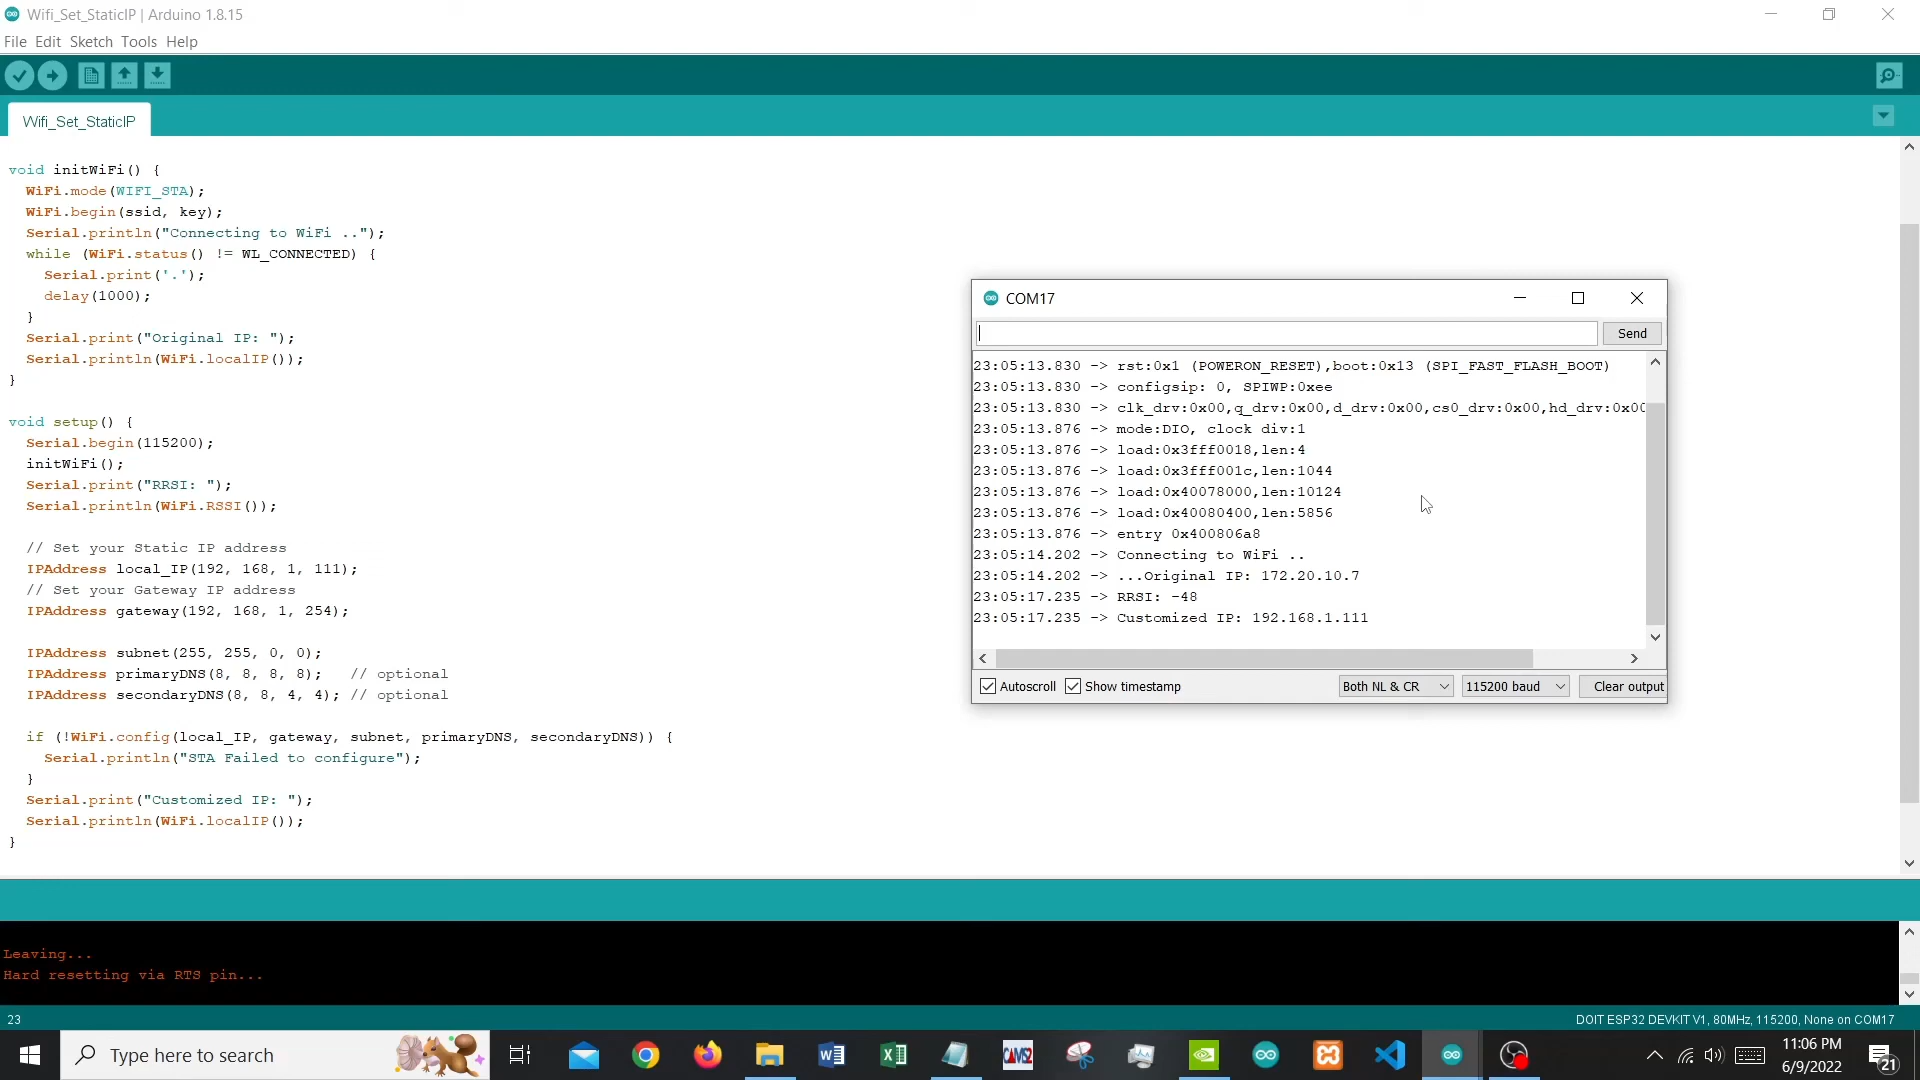 Wifi_Set_StaticIP | Arduino 1.8.15
File Edit Sketch Tools Help
Wifi_Set_StaticIP
void initWiFi() {
WiFi.mode(WIFI_STA);
WiFi.begin(ssid, key);
Serial.println("Connecting to WiFi ..");
while (WiFi.status() != WL_CONNECTED) {
Serial.print('.');
delay(1000);
}
Serial.print("Original IP: ");
Serial.println(WiFi.localIP());
}
void setup() {
Serial.begin(115200);
initWiFi();
Serial.print("RRSI: ");
Serial.println(WiFi.RSSI());
// Set your Static IP address
IPAddress local_IP(192, 168, 1, 111);
// Set your Gateway IP address
IPAddress gateway(192, 168, 1, 254);
IPAddress subnet(255, 255, 0, 0);
IPAddress primaryDNS(8, 8, 8, 8);   // optional
IPAddress secondaryDNS(8, 8, 4, 4); // optional
if (!WiFi.config(local_IP, gateway, subnet, primaryDNS, secondaryDNS)) {
Serial.println("STA Failed to configure");
}
Serial.print("Customized IP: ");
Serial.println(WiFi.localIP());
}
COM17
Send
23:05:13.830 -> rst:0x1 (POWERON_RESET),boot:0x13 (SPI_FAST_FLASH_BOOT)
23:05:13.830 -> configsip: 0, SPIWP:0xee
23:05:13.830 -> clk_drv:0x00,q_drv:0x00,d_drv:0x00,cs0_drv:0x00,hd_drv:0x00
23:05:13.876 -> mode:DIO, clock div:1
23:05:13.876 -> load:0x3fff0018,len:4
23:05:13.876 -> load:0x3fff001c,len:1044
23:05:13.876 -> load:0x40078000,len:10124
23:05:13.876 -> load:0x40080400,len:5856
23:05:13.876 -> entry 0x400806a8
23:05:14.202 -> Connecting to WiFi ..
23:05:14.202 -> ...Original IP: 172.20.10.7
23:05:17.235 -> RRSI: -48
23:05:17.235 -> Customized IP: 192.168.1.111
Autoscroll Show timestamp Both NL & CR 115200 baud Clear output
Leaving...
Hard resetting via RTS pin...
23 DOIT ESP32 DEVKIT V1, 80MHz, 115200, None on COM17
Type here to search
CAMS2
11:06 PM
6/9/2022
21